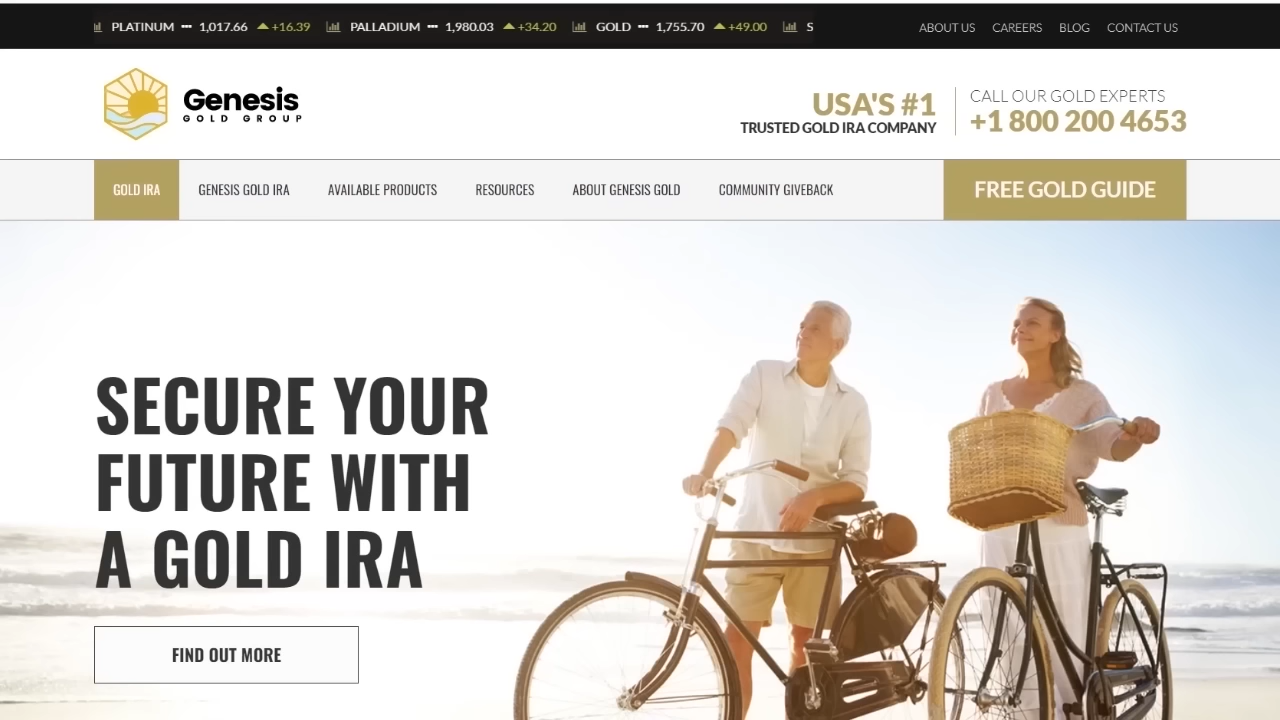 PLATINUM ••• 1,017.66 +16.39 PALLADIUM ••• 1,980.03 +34.20 GOLD ••• 1,755.70 +49.00 S
ABOUT US CAREERS BLOG CONTACT US
Genesis
GOLD GROUP
USA'S #1
TRUSTED GOLD IRA COMPANY
CALL OUR GOLD EXPERTS
+1 800 200 4653
GOLD IRA GENESIS GOLD IRA AVAILABLE PRODUCTS RESOURCES ABOUT GENESIS GOLD COMMUNITY GIVEBACK
FREE GOLD GUIDE
SECURE YOUR
FUTURE WITH
A GOLD IRA
FIND OUT MORE